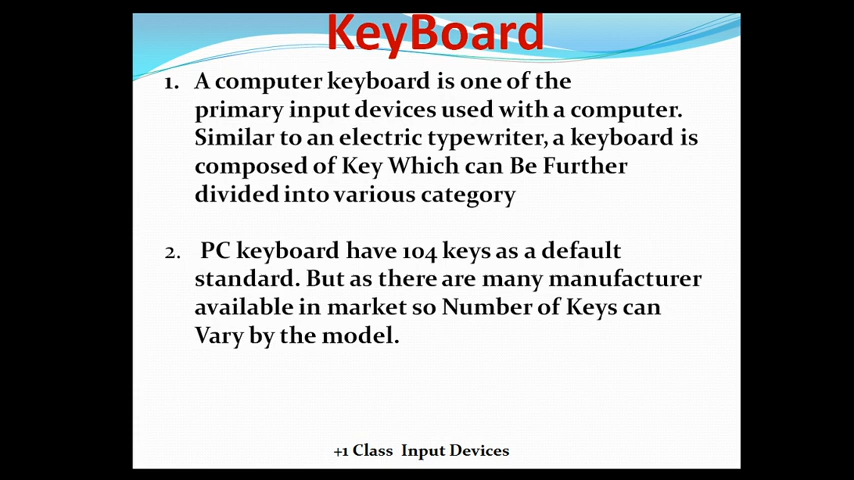 KeyBoard
1. A computer keyboard is one of the
primary input devices used with a computer.
Similar to an electric typewriter, a keyboard is
composed of Key Which can Be Further
divided into various category
2. PC keyboard have 104 keys as a default
standard. But as there are many manufacturer
available in market so Number of Keys can
Vary by the model.
+1 Class Input Devices